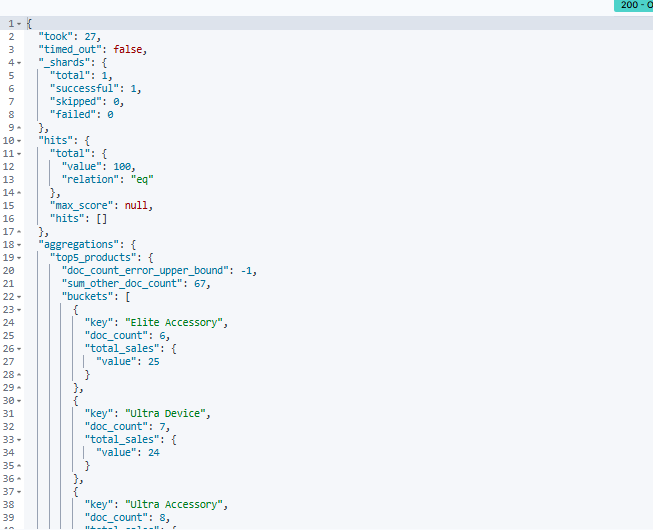 200 - O
1 {
2 "took": 27,
3 "timed_out": false,
4 "_shards": {
5 "total": 1,
6 "successful": 1,
7 "skipped": 0,
8 "failed": 0
9 },
10 "hits": {
11 "total": {
12 "value": 100,
13 "relation": "eq"
14 },
15 "max_score": null,
16 "hits": []
17 },
18 "aggregations": {
19 "top5_products": {
20 "doc_count_error_upper_bound": -1,
21 "sum_other_doc_count": 67,
22 "buckets": [
23 {
24 "key": "Elite Accessory",
25 "doc_count": 6,
26 "total_sales": {
27 "value": 25
28 }
29 },
30 {
31 "key": "Ultra Device",
32 "doc_count": 7,
33 "total_sales": {
34 "value": 24
35 }
36 },
37 {
38 "key": "Ultra Accessory",
39 "doc_count": 8,